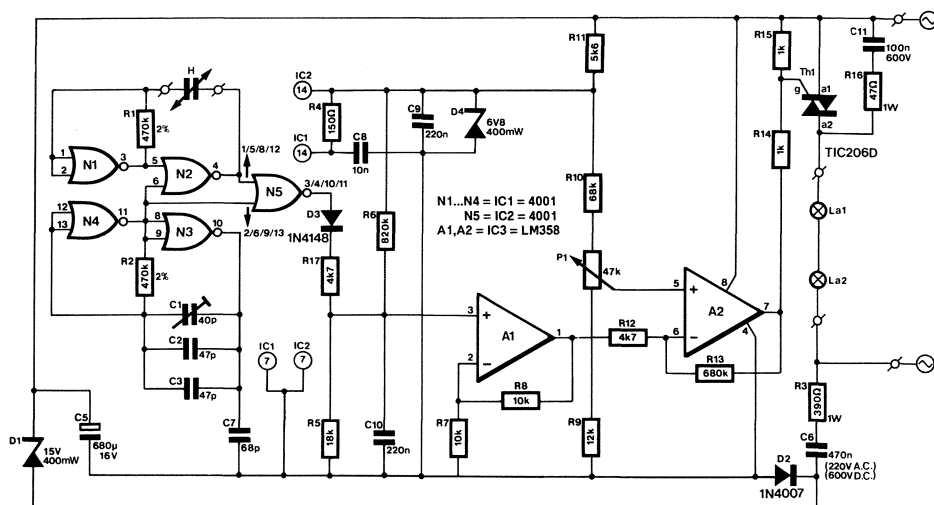 R11
5k6
R15
1k
C11
100n
600V
H
IC2
14
R4
150Ω
C9
220n
D4
6V8
400mW
Th1
g
a1
a2
R16
47Ω
1W
R1
470k
2%
IC1
14
C8
10n
TIC206D
1
2
N1
3
5
6
N2
4
1/5/8/12
R14
1k
N5
3/4/10/11
R10
68k
N1...N4 = IC1 = 4001
N5 = IC2 = 4001
A1,A2 = IC3 = LM358
12
13
N4
11
8
9
N3
10
2/6/9/13
D3
1N4148
R6
820k
La1
R2
470k
2%
R17
4k7
P1
47k
5
+
8
A2
7
4
6
−
La2
C1
40p
3
+
A1
1
2
−
R12
4k7
R13
680k
C2
47p
IC1
7
IC2
7
R8
10k
R3
390Ω
1W
C3
47p
D1
15V
400mW
C5
680µ
16V
C7
68p
R5
18k
C10
220n
R7
10k
R9
12k
C6
470n
(220V A.C.)
(600V D.C.)
D2
1N4007